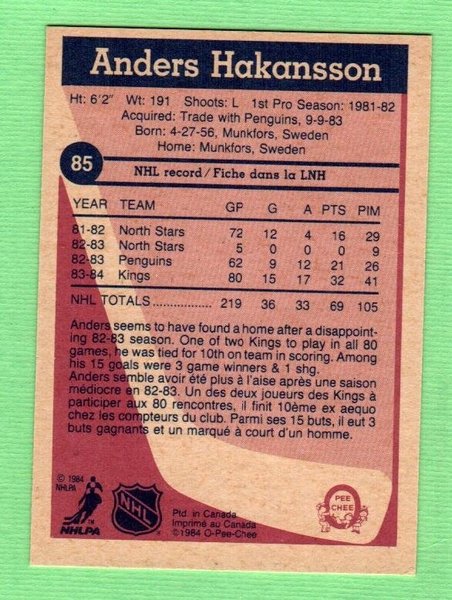 Anders Hakansson
Ht: 6'2" Wt: 191 Shoots: L 1st Pro Season: 1981-82
Acquired: Trade with Penguins, 9-9-83
Born: 4-27-56, Munkfors, Sweden
Home: Munkfors, Sweden
85
NHL record/Fiche dans la LNH
YEAR TEAM GP G A PTS PIM
81-82 North Stars 72 12 4 16 29
82-83 North Stars 5 0 0 0 9
82-83 Penguins 62 9 12 21 26
83-84 Kings 80 15 17 32 41
NHL TOTALS 219 36 33 69 105
Anders seems to have found a home after a disappoint-
ing 82-83 season. One of two Kings to play in all 80
games, he was tied for 10th on team in scoring. Among
his 15 goals were 3 game winners & 1 shg.
Anders semble avoir été plus à l'aise après une saison
médiocre en 82-83. Un des deux joueurs des Kings à
participer aux 80 rencontres, il finit 10ème ex aequo
chez les compteurs du club. Parmi ses 15 buts, il eut 3
buts gagnants et un marqué à court d'un homme.
© 1984
NHLPA
NHLPA
TM
NHL
Ptd. in Canada
Imprimé au Canada
©1984 O-Pee-Chee
O
PEE
CHEE